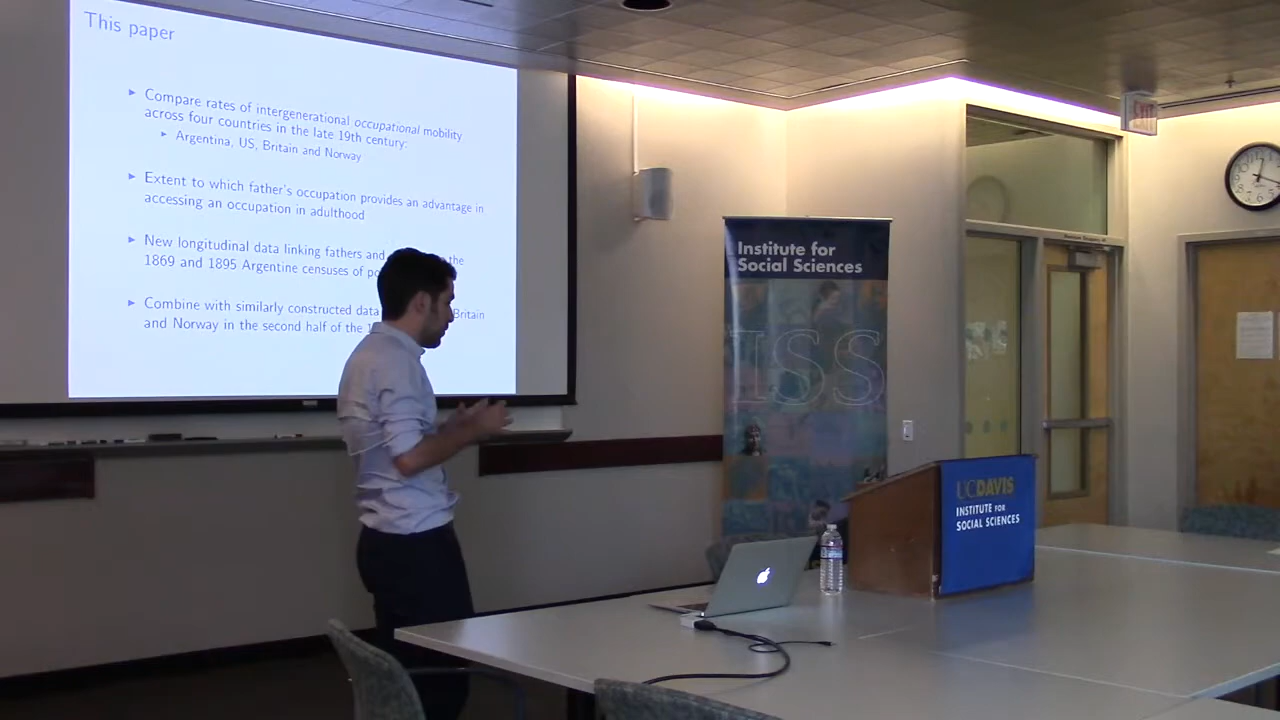 This paper
Compare rates of intergenerational occupational mobility
across four countries in the late 19th century:
Argentina, US, Britain and Norway
Extent to which father's occupation provides an advantage in
accessing an occupation in adulthood
New longitudinal data linking fathers and the
1869 and 1895 Argentine censuses of
Combine with similarly constructed data Britain
and Norway in the second half of the
Institute for
Social Sciences
ISS
EXIT
UCDAVIS
INSTITUTE FOR
SOCIAL SCIENCES